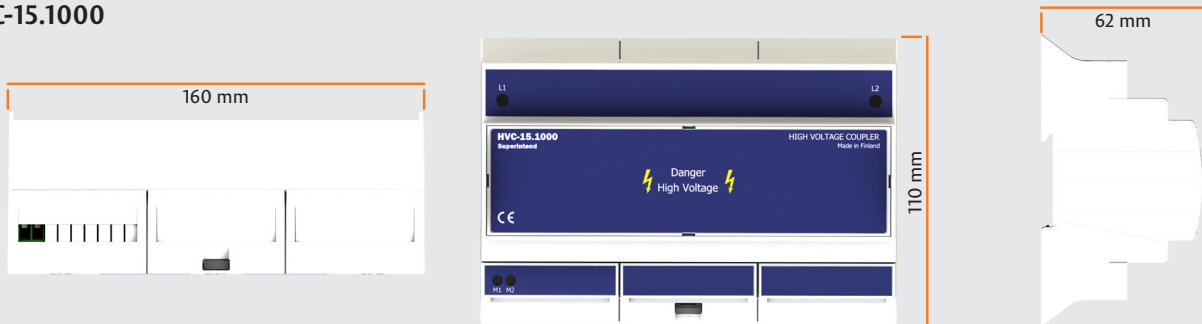 C-15.1000
160 mm
L1
L2
HVC-15.1000
Superintend
HIGH VOLTAGE COUPLER
Made in Finland
Danger
High Voltage
CE
M1 M2
110 mm
62 mm